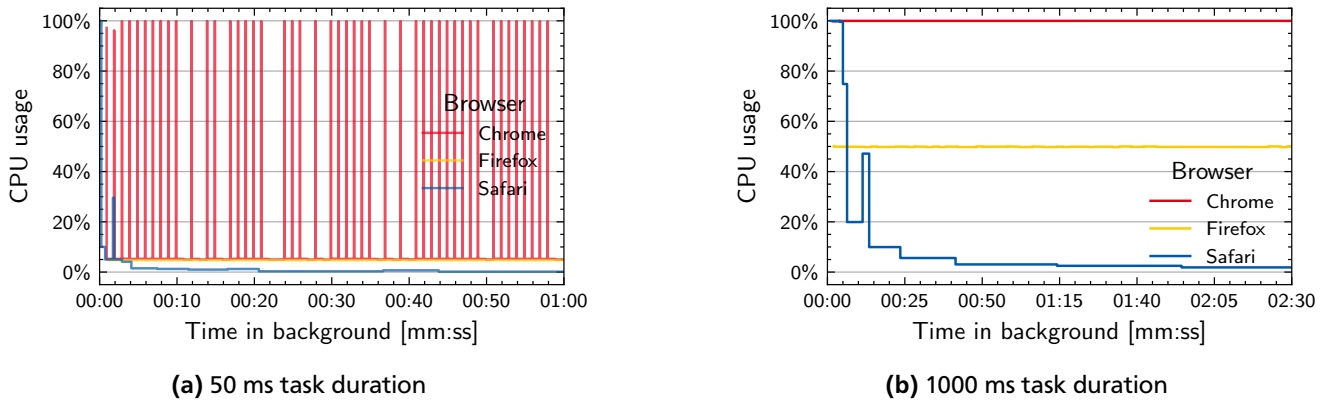 100%
80%
60%
40%
20%
0%
CPU usage
Browser
Chrome
Firefox
Safari
00:00 00:10 00:20 00:30 00:40 00:50 01:00
Time in background [mm:ss]
(a) 50 ms task duration
100%
80%
60%
40%
20%
0%
CPU usage
Browser
Chrome
Firefox
Safari
00:00 00:25 00:50 01:15 01:40 02:05 02:30
Time in background [mm:ss]
(b) 1000 ms task duration